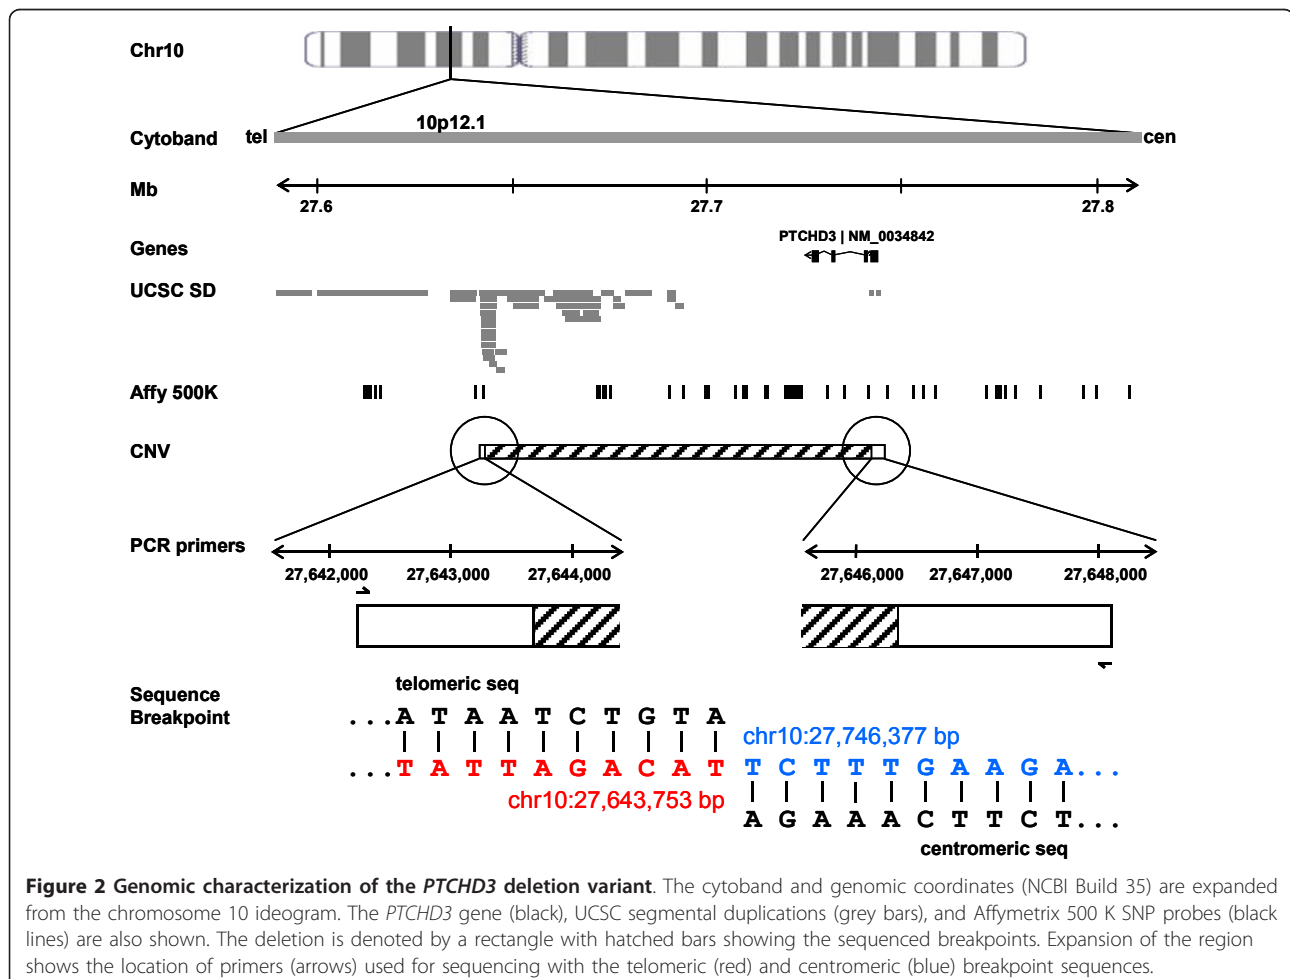 Chr10
10p12.1
Cytoband tel cen
Mb
27.6 27.7 27.8
PTCHD3 | NM_0034842
Genes
UCSC SD
Affy 500K
CNV
PCR primers
27,642,000 27,643,000 27,644,000 27,646,000 27,647,000 27,648,000
telomeric seq
Sequence
Breakpoint
...A T A A T C T G T A
chr10:27,746,377 bp
...T A T T A G A C A T T C T T T G A A G A...
chr10:27,643,753 bp
A G A A A C T T C T...
centromeric seq
Figure 2 Genomic characterization of the PTCHD3 deletion variant. The cytoband and genomic coordinates (NCBI Build 35) are expanded
from the chromosome 10 ideogram. The PTCHD3 gene (black), UCSC segmental duplications (grey bars), and Affymetrix 500 K SNP probes (black
lines) are also shown. The deletion is denoted by a rectangle with hatched bars showing the sequenced breakpoints. Expansion of the region
shows the location of primers (arrows) used for sequencing with the telomeric (red) and centromeric (blue) breakpoint sequences.